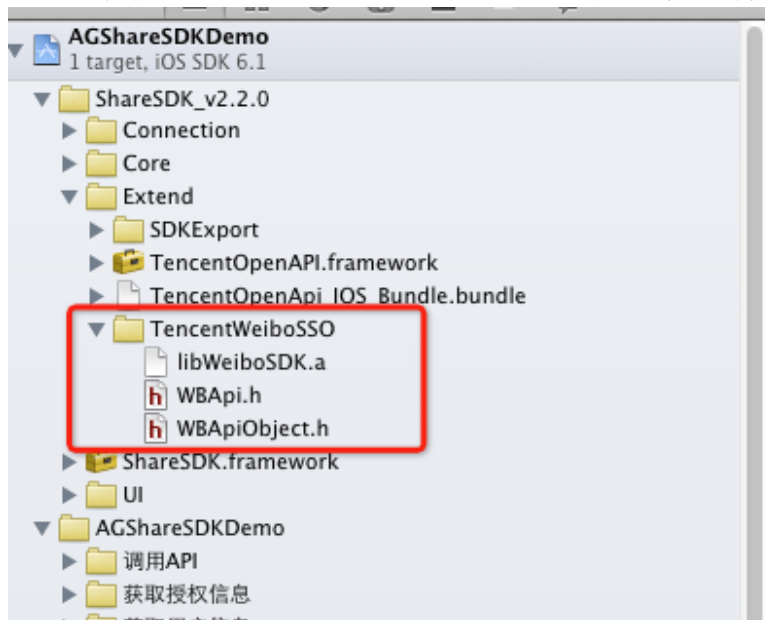 AGShareSDKDemo
1 target, iOS SDK 6.1
ShareSDK_v2.2.0
Connection
Core
Extend
SDKExport
TencentOpenAPI.framework
TencentOpenApi_IOS_Bundle.bundle
TencentWeiboSSO
libWeiboSDK.a
h WBApi.h
h WBApiObject.h
ShareSDK.framework
UI
AGShareSDKDemo
调用API
获取授权信息